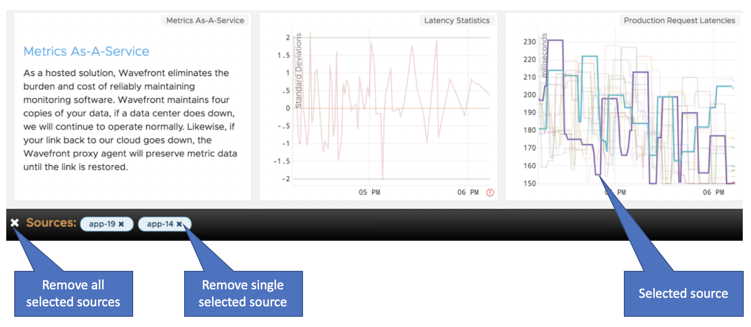 Metrics As-A-Service
Latency Statistics
Production Request Latencies
Metrics As-A-Service
As a hosted solution, Wavefront eliminates the
burden and cost of reliably maintaining
monitoring software. Wavefront maintains four
copies of your data, if a data center does down,
we will continue to operate normally. Likewise, if
your link back to our cloud goes down, the
Wavefront proxy agent will preserve metric data
until the link is restored.
Standard Deviations
2
1.5
1
.5
0
-.5
-1
-1.5
-2
05 PM
06 PM
milliseconds
230
220
210
200
190
180
170
160
150
PM
06 PM
Sources:
app-19 ×
app-14 ×
Remove all
selected sources
Remove single
selected source
Selected source